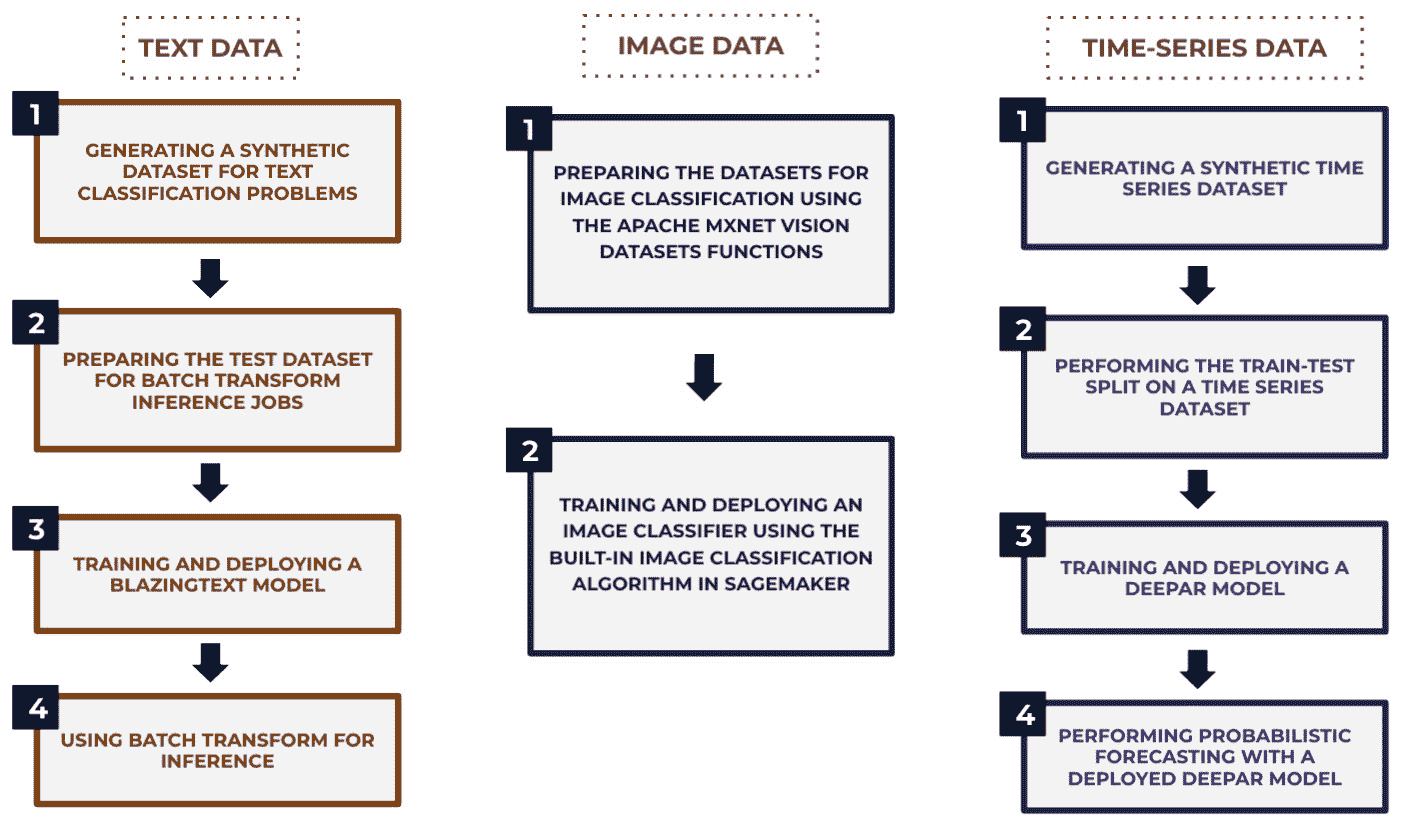 TEXT DATA
1
GENERATING A SYNTHETIC
DATASET FOR TEXT
CLASSIFICATION PROBLEMS
2
PREPARING THE TEST DATASET
FOR BATCH TRANSFORM
INFERENCE JOBS
3
TRAINING AND DEPLOYING A
BLAZINGTEXT MODEL
4
USING BATCH TRANSFORM FOR
INFERENCE
IMAGE DATA
1
PREPARING THE DATASETS FOR
IMAGE CLASSIFICATION USING
THE APACHE MXNET VISION
DATASETS FUNCTIONS
2
TRAINING AND DEPLOYING AN
IMAGE CLASSIFIER USING THE
BUILT-IN IMAGE CLASSIFICATION
ALGORITHM IN SAGEMAKER
TIME-SERIES DATA
1
GENERATING A SYNTHETIC TIME
SERIES DATASET
2
PERFORMING THE TRAIN-TEST
SPLIT ON A TIME SERIES
DATASET
3
TRAINING AND DEPLOYING A
DEEPAR MODEL
4
PERFORMING PROBABILISTIC
FORECASTING WITH A
DEPLOYED DEEPAR MODEL